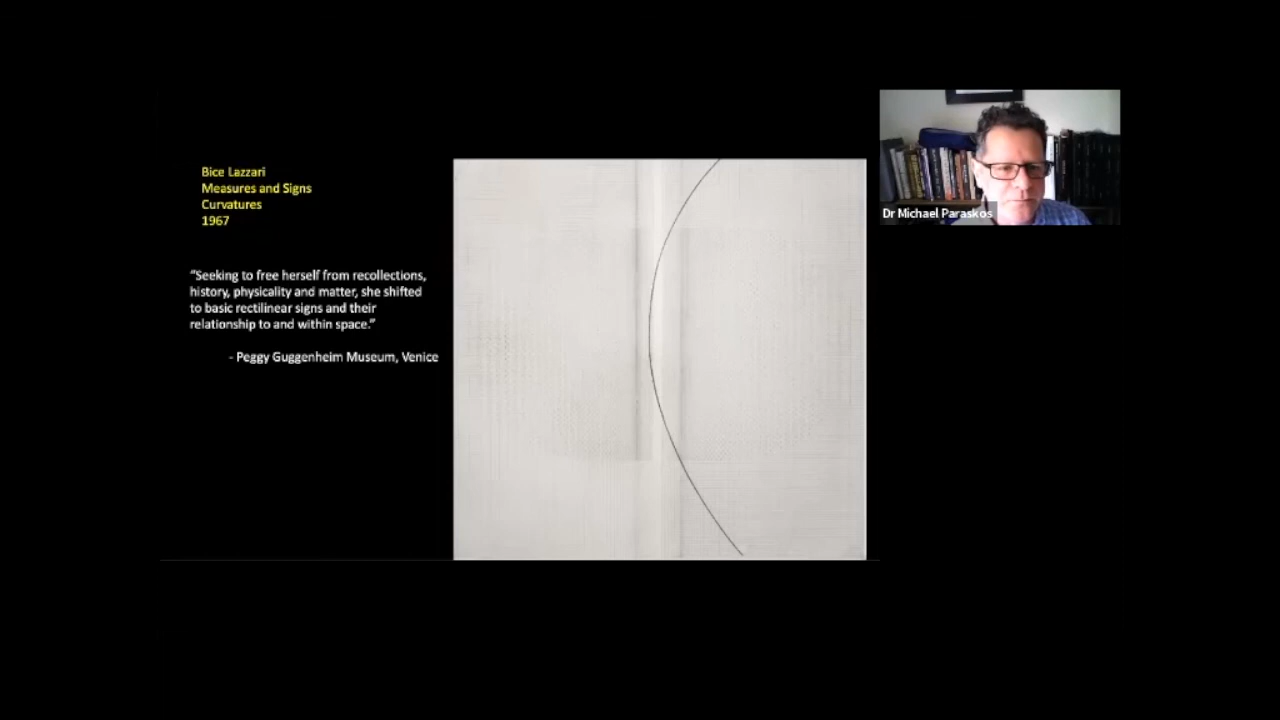 Bice Lazzari
Measures and Signs
Curvatures
1967
“Seeking to free herself from recollections,
history, physicality and matter, she shifted
to basic rectilinear signs and their
relationship to and within space.”
- Peggy Guggenheim Museum, Venice
Dr Michael Paraskos